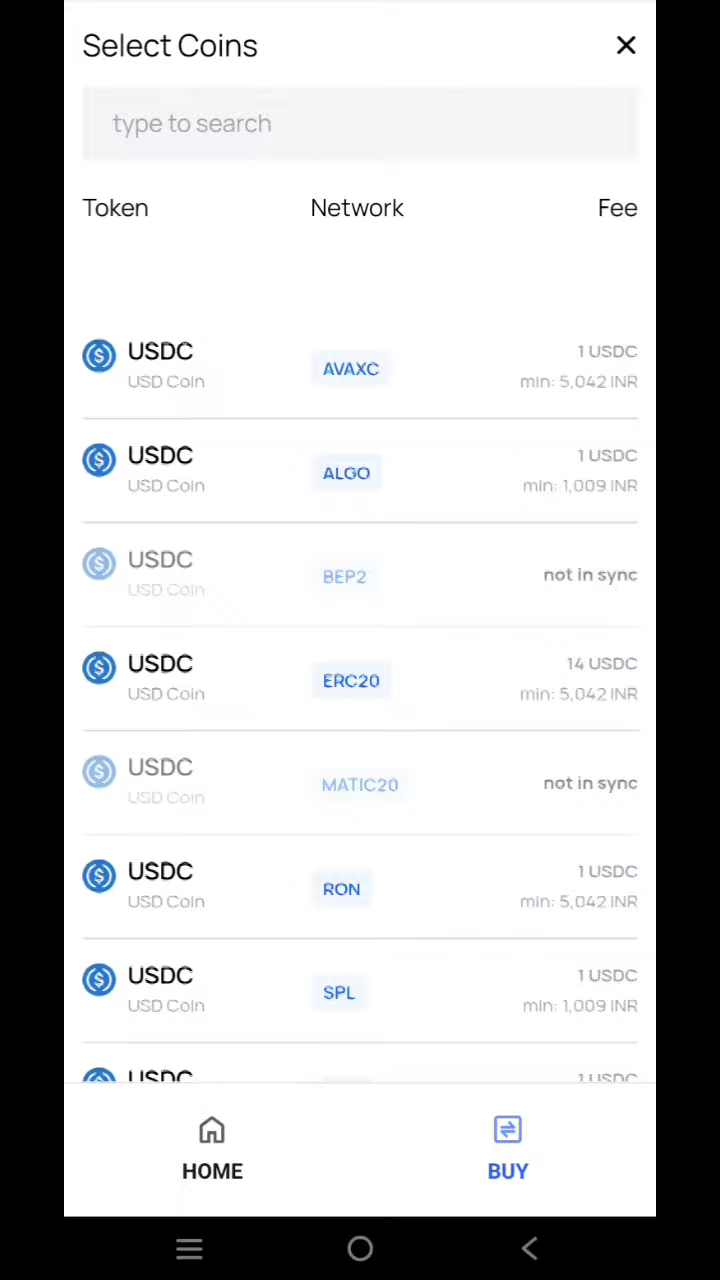 Select Coins
type to search
Token Network Fee
USDC 1 USDC
USD Coin AVAXC min: 5,042 INR
USDC 1 USDC
USD Coin ALGO min: 1,009 INR
USDC
USD Coin BEP2 not in sync
USDC 14 USDC
USD Coin ERC20 min: 5,042 INR
USDC
USD Coin MATIC20 not in sync
USDC 1 USDC
USD Coin RON min: 5,042 INR
USDC 1 USDC
USD Coin SPL min: 1,009 INR
USDC 1 USDC
HOME BUY